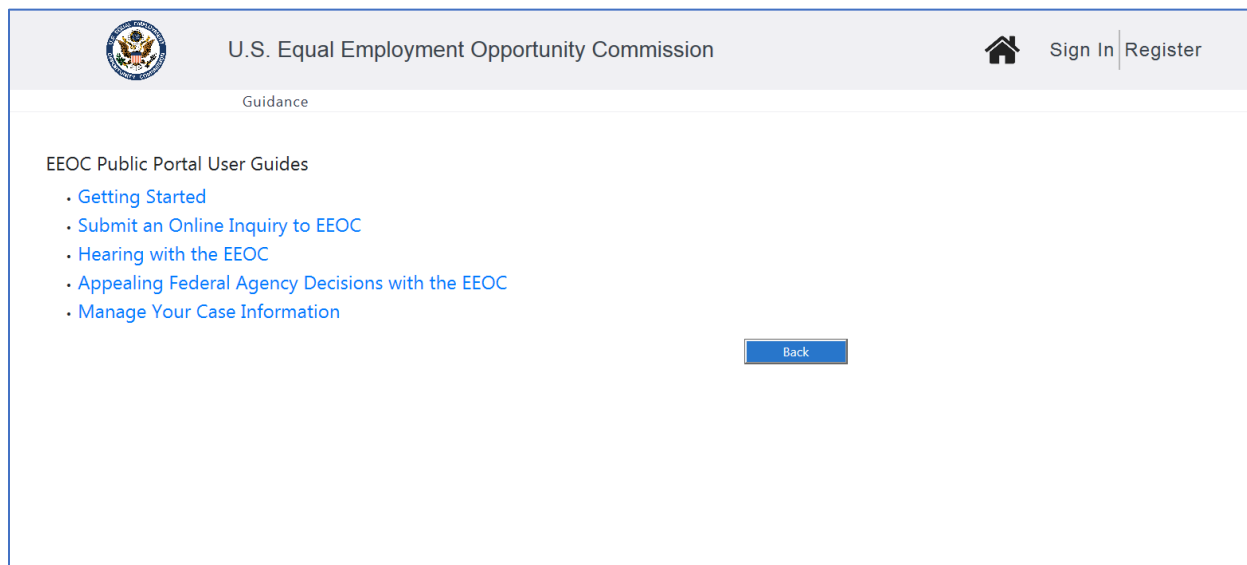 U.S. Equal Employment Opportunity Commission
Sign In Register
Guidance
EEOC Public Portal User Guides
• Getting Started
• Submit an Online Inquiry to EEOC
• Hearing with the EEOC
• Appealing Federal Agency Decisions with the EEOC
• Manage Your Case Information
Back